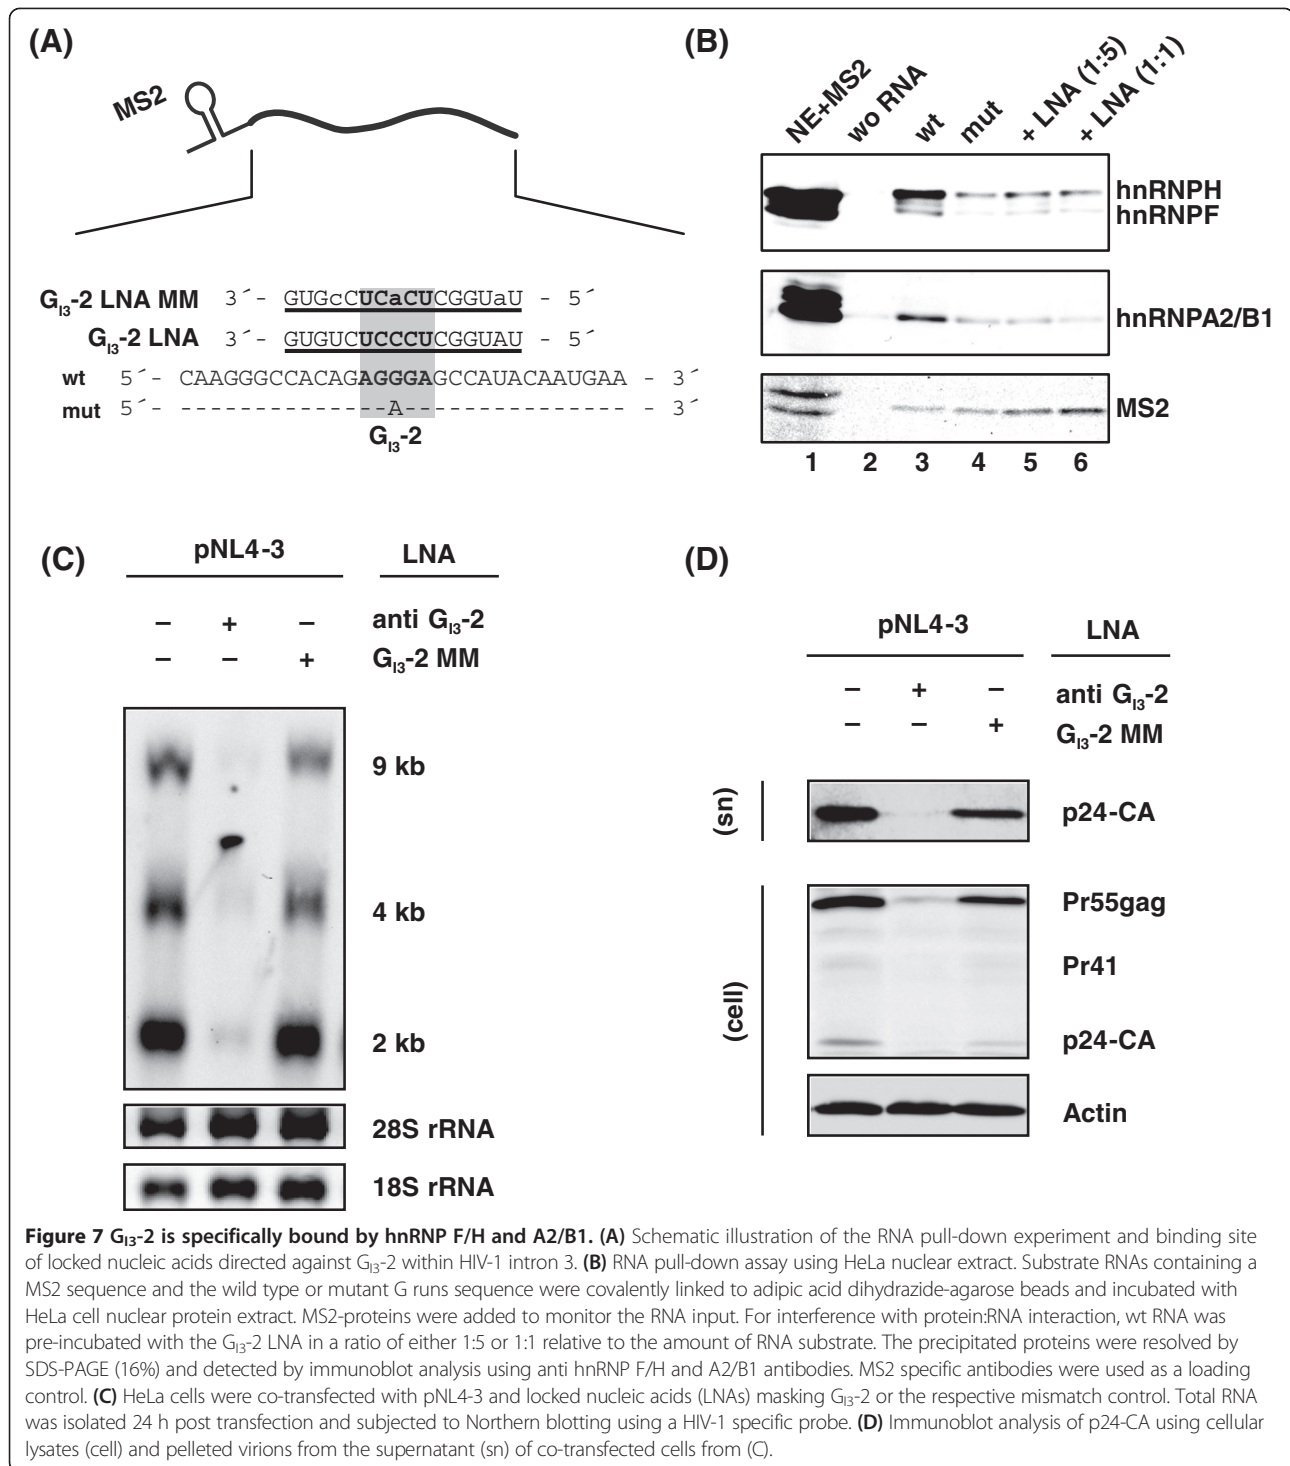 (A)
MS2
G_I3-2 LNA MM 3´- GUGcCUCaCUCGGUaU - 5´
G_I3-2 LNA 3´- GUGUCUCCCUCGGUAU - 5´
wt 5´- CAAGGGCCACAGAGGGAGCCAUACAAUGAA - 3´
mut 5´- ---------------A-------------- - 3´
G_I3-2
(B)
NE+MS2 wo RNA wt mut + LNA (1:5) + LNA (1:1)
hnRNPH
hnRNPF
hnRNPA2/B1
MS2
1 2 3 4 5 6
(C)
pNL4-3 LNA
– + – anti G_I3-2
– – + G_I3-2 MM
9 kb
4 kb
2 kb
28S rRNA
18S rRNA
(D)
pNL4-3 LNA
– + – anti G_I3-2
– – + G_I3-2 MM
(sn)
p24-CA
(cell)
Pr55gag
Pr41
p24-CA
Actin
Figure 7 G_I3-2 is specifically bound by hnRNP F/H and A2/B1. (A) Schematic illustration of the RNA pull-down experiment and binding site
of locked nucleic acids directed against G_I3-2 within HIV-1 intron 3. (B) RNA pull-down assay using HeLa nuclear extract. Substrate RNAs containing a
MS2 sequence and the wild type or mutant G runs sequence were covalently linked to adipic acid dihydrazide-agarose beads and incubated with
HeLa cell nuclear protein extract. MS2-proteins were added to monitor the RNA input. For interference with protein:RNA interaction, wt RNA was
pre-incubated with the G_I3-2 LNA in a ratio of either 1:5 or 1:1 relative to the amount of RNA substrate. The precipitated proteins were resolved by
SDS-PAGE (16%) and detected by immunoblot analysis using anti hnRNP F/H and A2/B1 antibodies. MS2 specific antibodies were used as a loading
control. (C) HeLa cells were co-transfected with pNL4-3 and locked nucleic acids (LNAs) masking G_I3-2 or the respective mismatch control. Total RNA
was isolated 24 h post transfection and subjected to Northern blotting using a HIV-1 specific probe. (D) Immunoblot analysis of p24-CA using cellular
lysates (cell) and pelleted virions from the supernatant (sn) of co-transfected cells from (C).